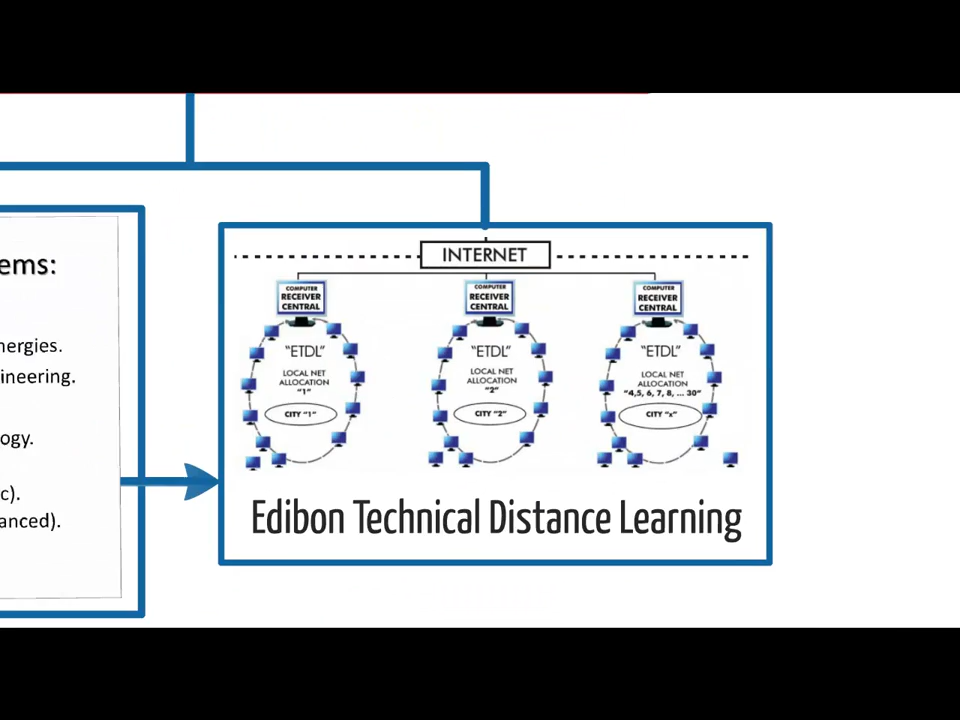 ems:
nergies.
ineering.
ogy.
c).
anced).
INTERNET
COMPUTER
RECEIVER
CENTRAL
"ETDL"
LOCAL NET
ALLOCATION
"1"
CITY "1"
COMPUTER
RECEIVER
CENTRAL
"ETDL"
LOCAL NET
ALLOCATION
"2"
CITY "2"
COMPUTER
RECEIVER
CENTRAL
"ETDL"
LOCAL NET
ALLOCATION
"4,5, 6, 7, 8, ... 30"
CITY "x"
Edibon Technical Distance Learning